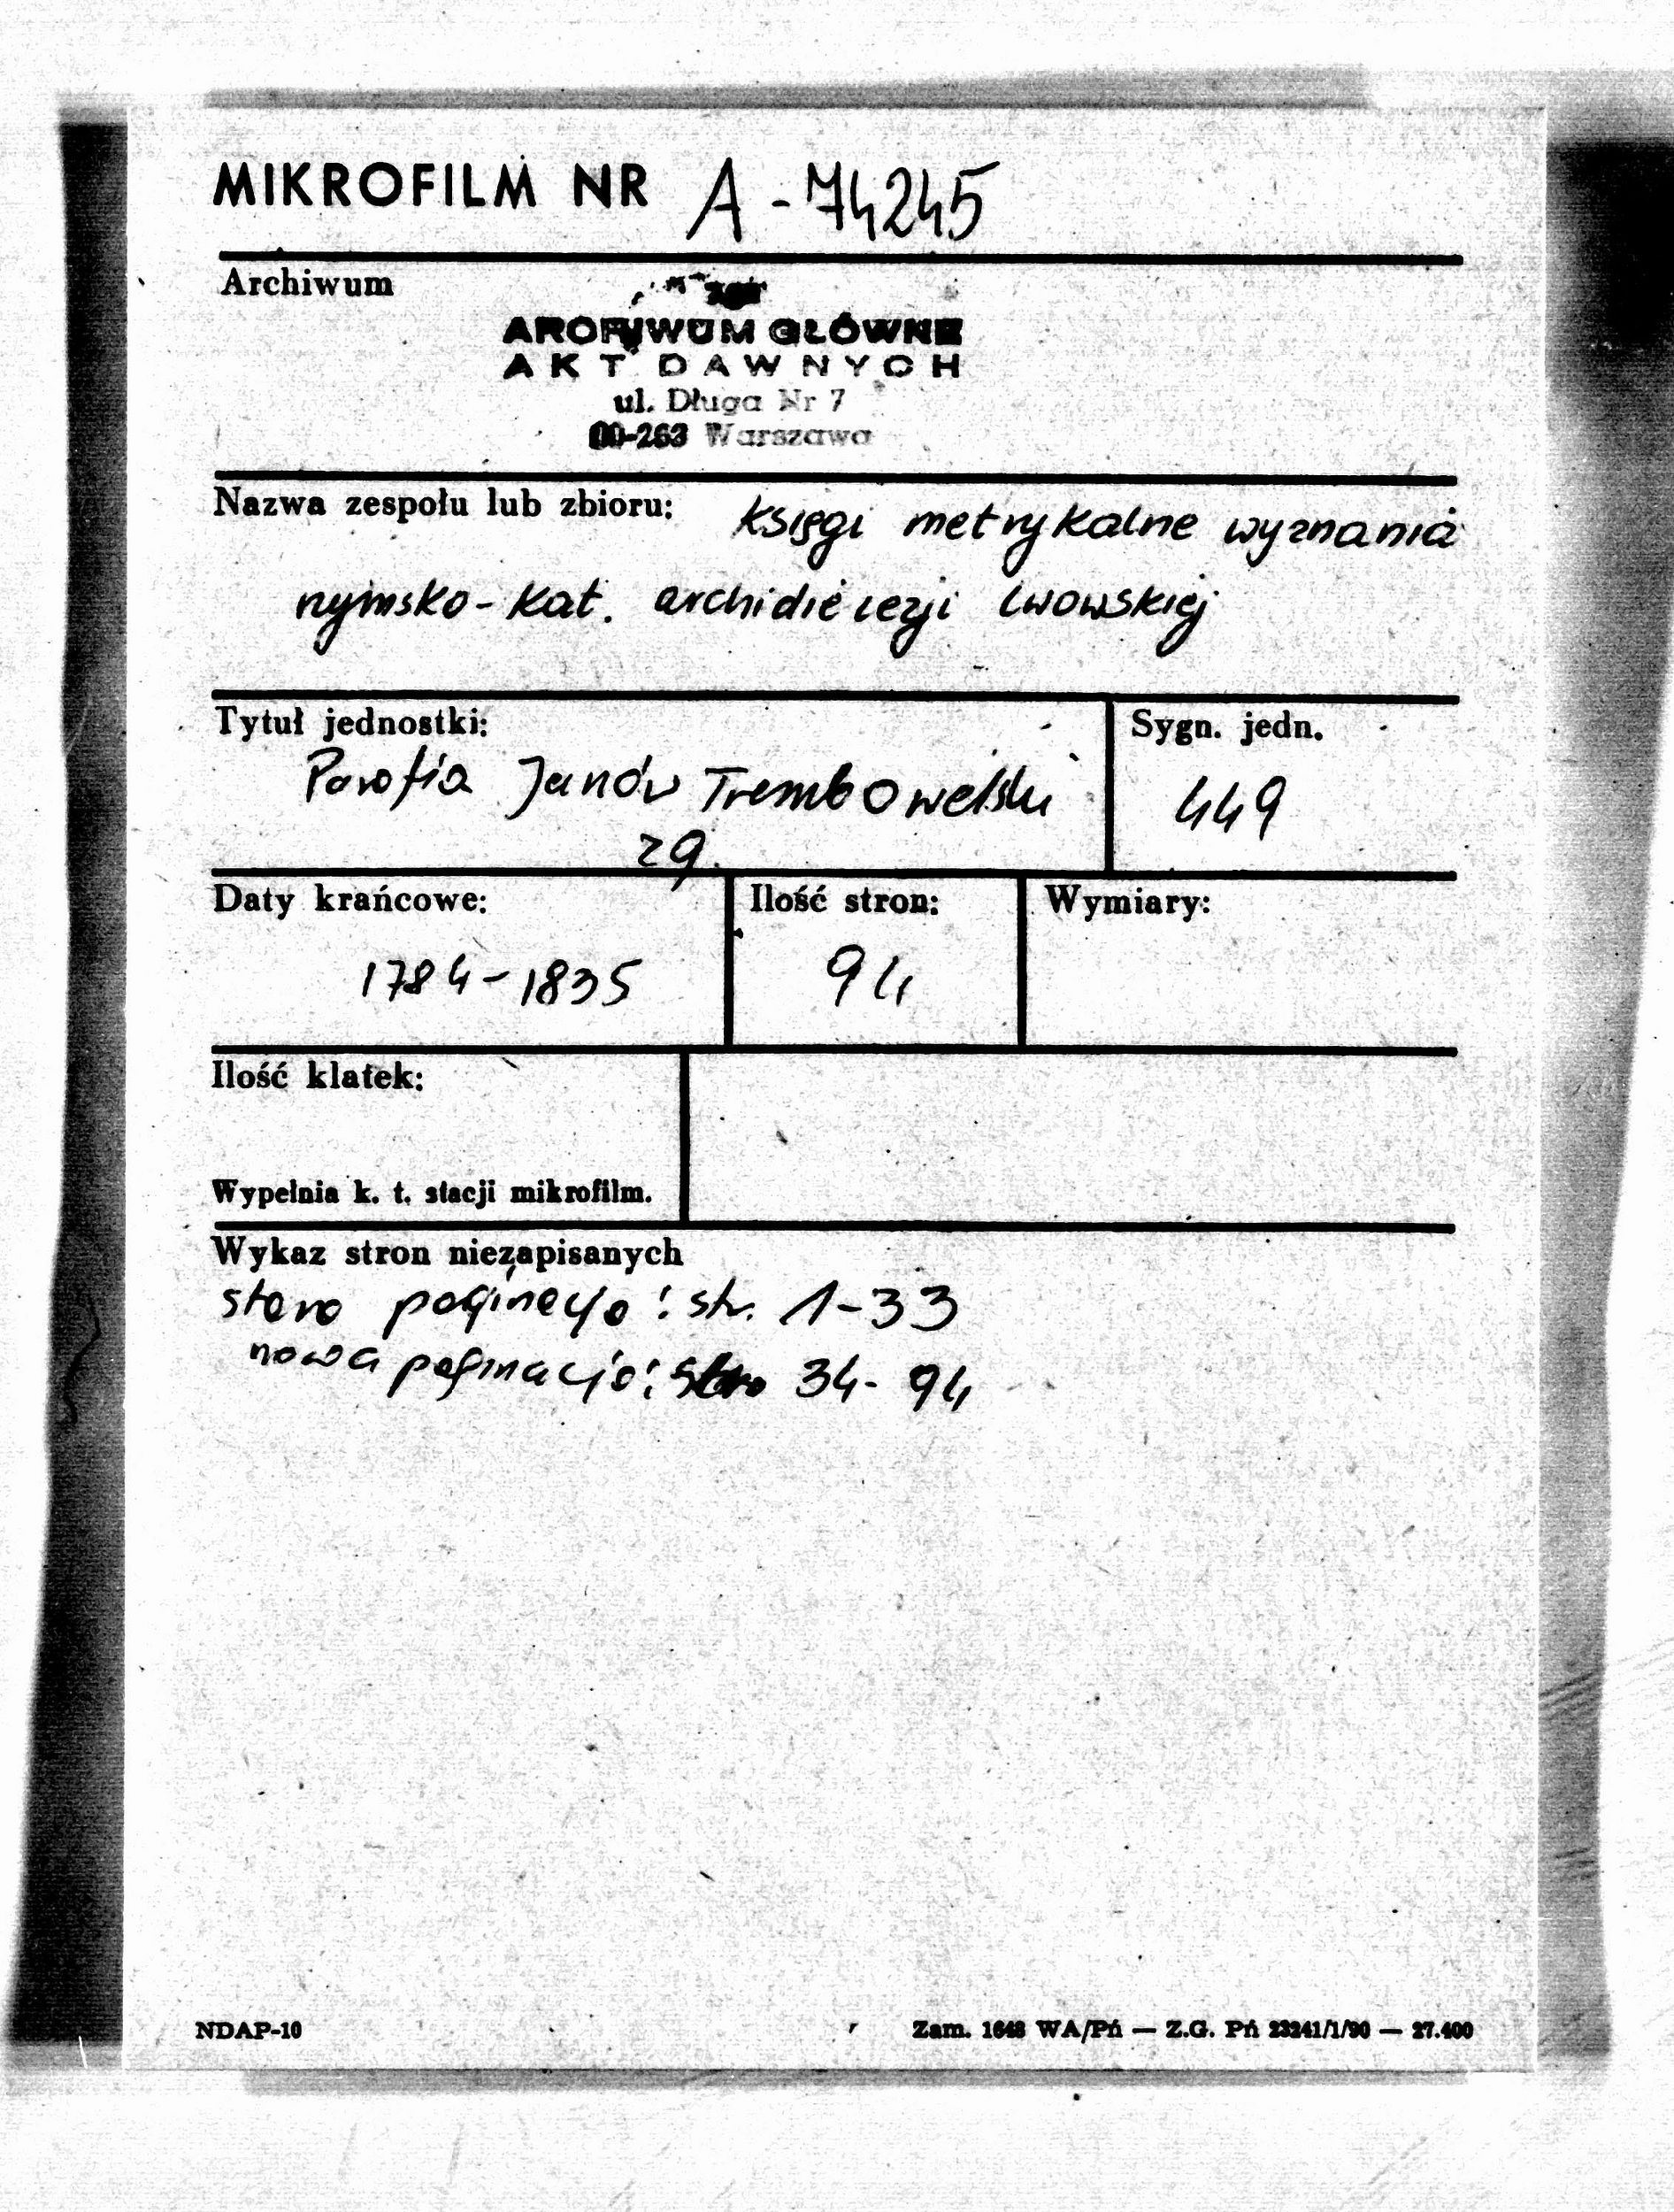 MIKROFILM NR A-74245
Archiwum
ARCHIWUM GŁÓWNE
AKT DAWNYCH
ul. Długa Nr 7
00-263 Warszawa
Nazwa zespołu lub zbioru: Księgi metrykalne wyznania
rzymsko-kat. archidiecezji lwowskiej
Tytuł jednostki: Sygn. jedn.
Parafia Janów Trembowelski 449
zg.
Daty krańcowe: Ilość stron: Wymiary:
1784-1835 94
Ilość klatek:
Wypełnia k. t. stacji mikrofilm.
Wykaz stron niezapisanych
stara paginacja: str. 1-33
nowa paginacja: 34-94
NDAP-10 Zam. 1648 WA/Pń — Z.G. Pń 23241/1/90 — 27.400